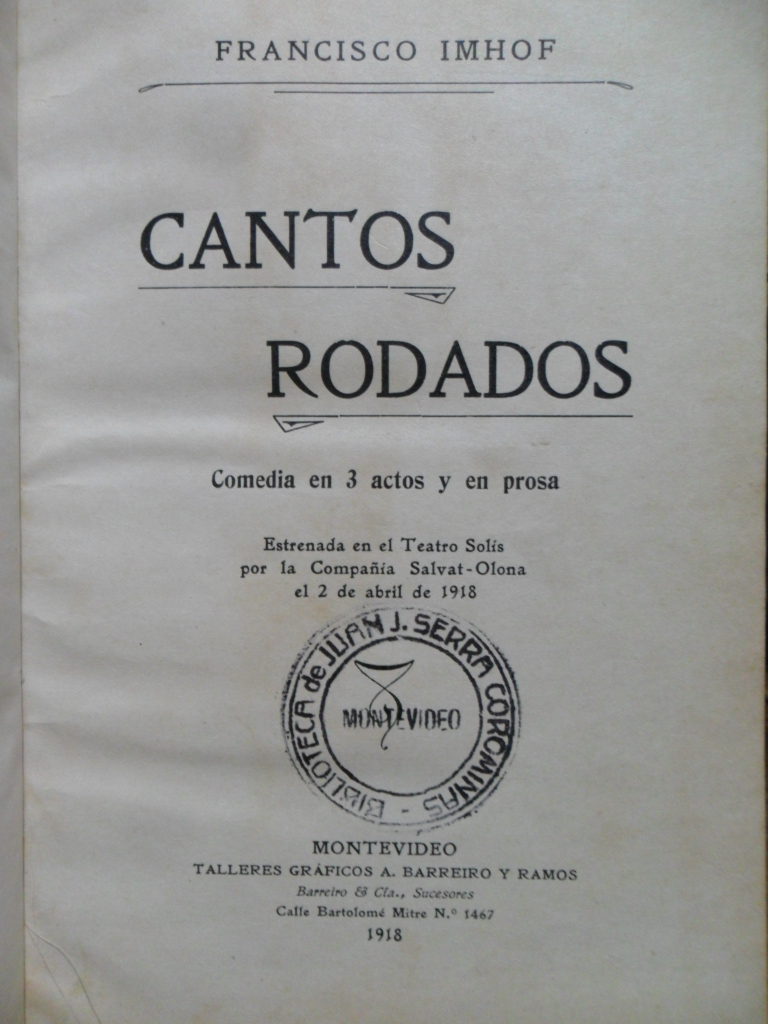 FRANCISCO IMHOF
CANTOS
RODADOS
Comedia en 3 actos y en prosa
Estrenada en el Teatro Solís
por la Compañía Salvat-Olona
el 2 de abril de 1918
BIBLIOTECA de JUAN J. SERRA COROMINAS -
MONTEVIDEO
MONTEVIDEO
TALLERES GRÁFICOS A. BARREIRO Y RAMOS
Barreiro & Cía., Sucesores
Calle Bartolomé Mitre N.° 1467
1918